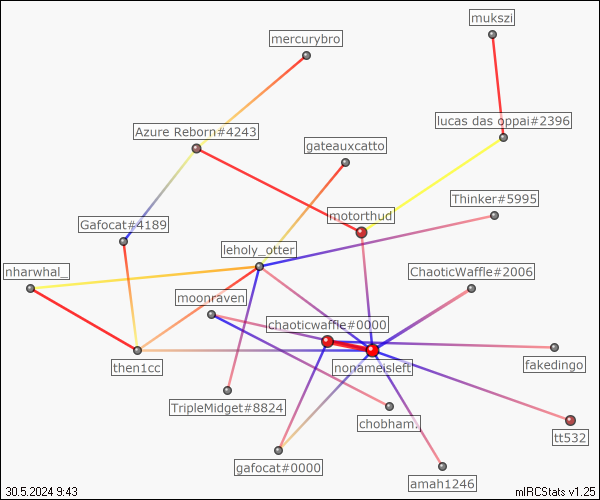 mukszi
mercurybro
lucas das oppai#2396
Azure Reborn#4243
gateauxcatto
Thinker#5995
motorthud
Gafocat#4189
leholy_otter
nharwhal_
ChaoticWaffle#2006
moonraven
chaoticwaffle#0000
then1cc
nonameisleft
fakedingo
TripleMidget#8824
chobham.
tt532
gafocat#0000
amah1246
30.5.2024 9:43
mIRCStats v1.25